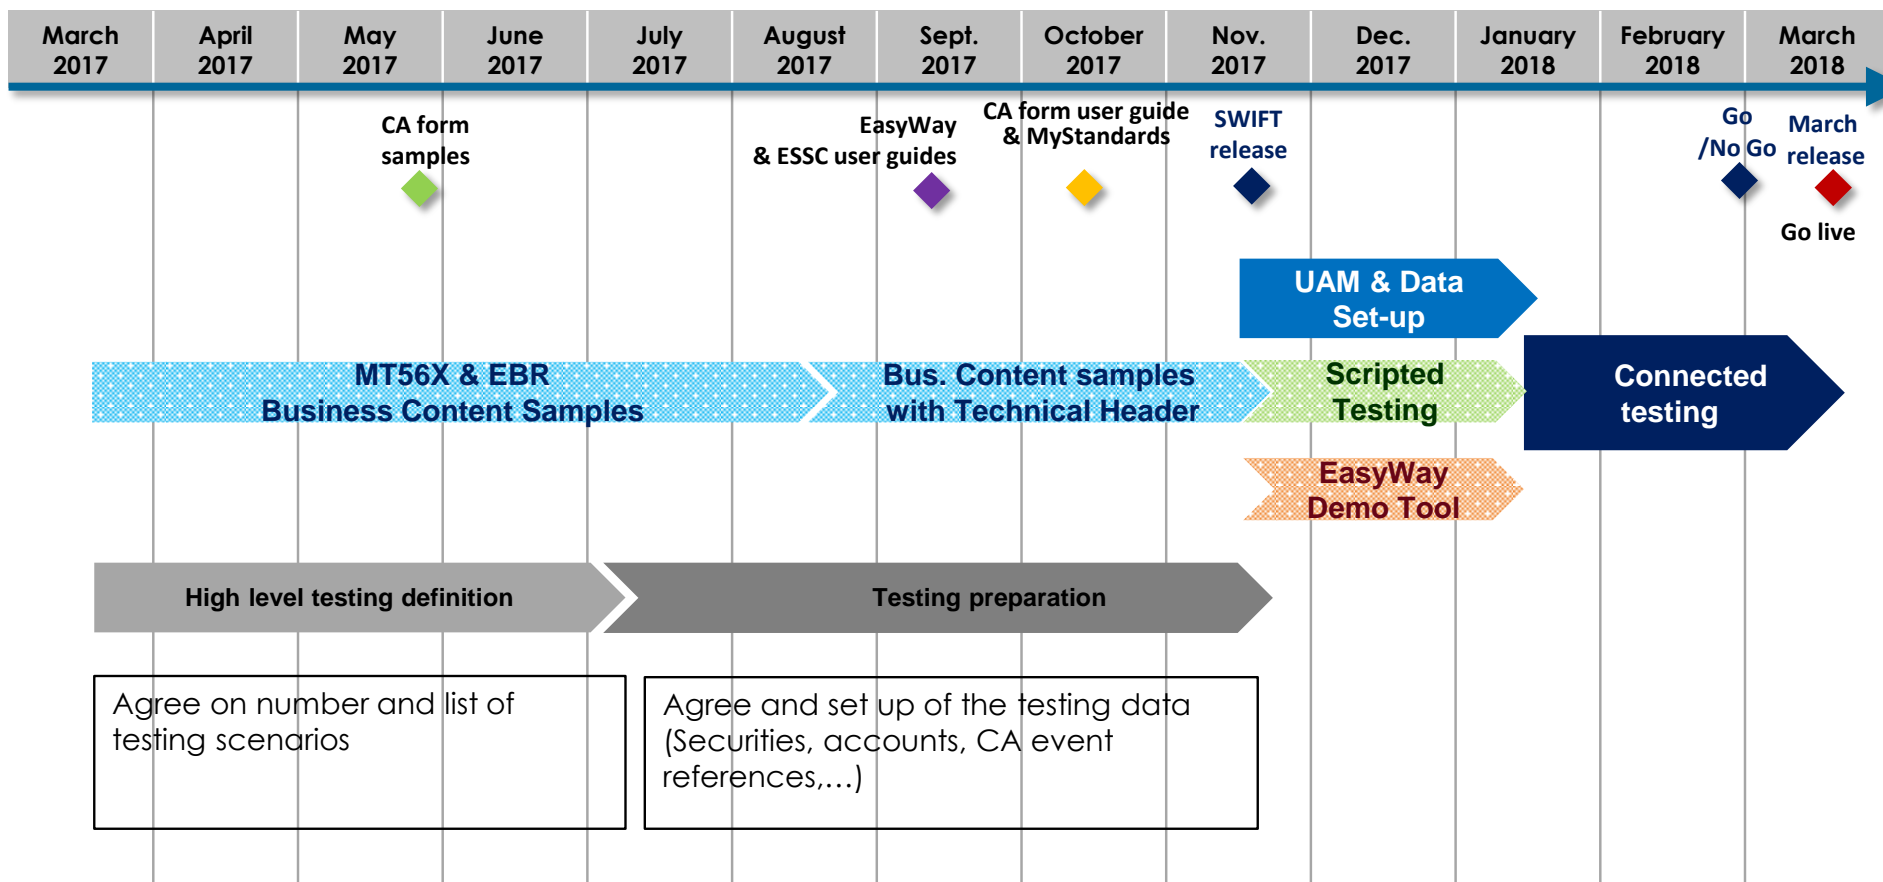 March
2017
April
2017
May
2017
June
2017
July
2017
August
2017
Sept.
2017
October
2017
Nov.
2017
Dec.
2017
January
2018
February
2018
March
2018
CA form
samples
EasyWay
& ESSC user guides
CA form user guide
& MyStandards
SWIFT
release
Go
/No Go
March
release
Go live
UAM & Data
Set-up
MT56X & EBR
Business Content Samples
Bus. Content samples
with Technical Header
Scripted
Testing
Connected
testing
EasyWay
Demo Tool
High level testing definition
Testing preparation
Agree on number and list of
testing scenarios
Agree and set up of the testing data
(Securities, accounts, CA event
references,…)